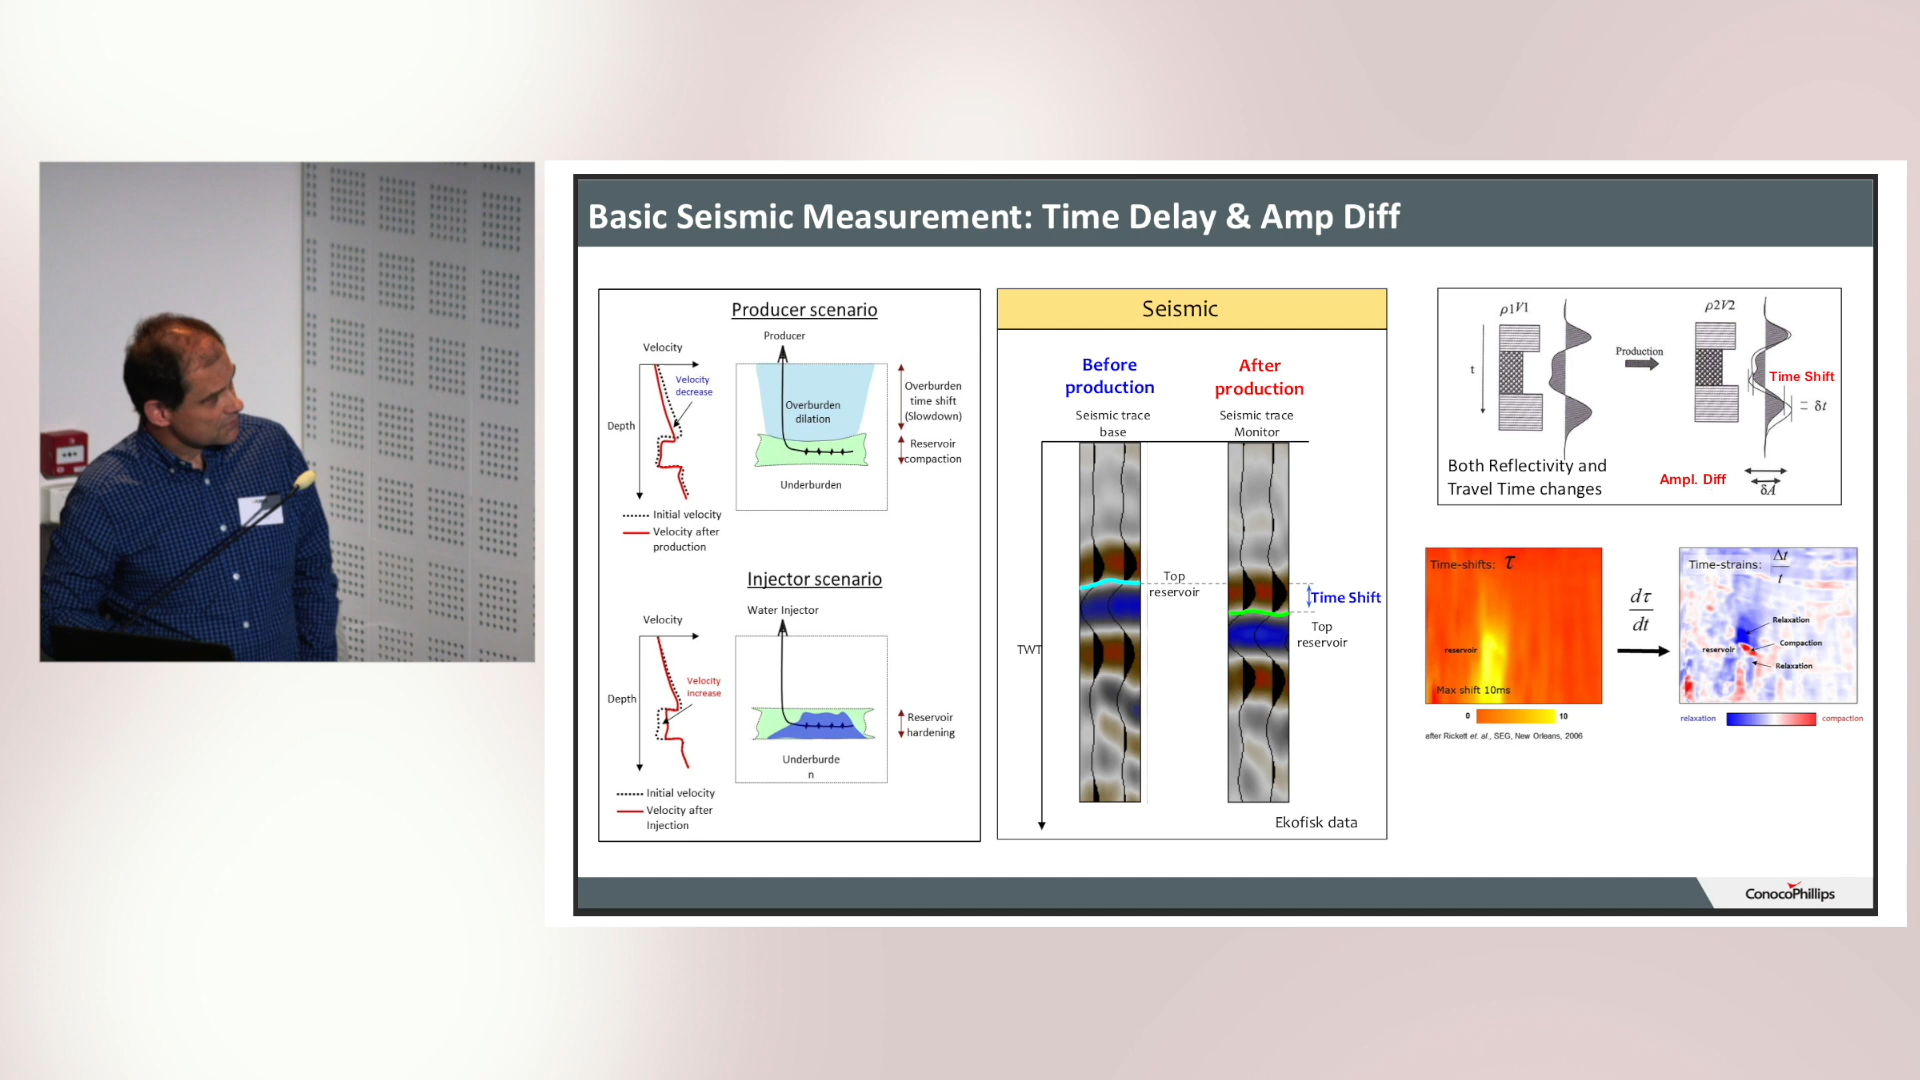 Basic Seismic Measurement: Time Delay & Amp Diff
Producer scenario
Producer
Velocity
Velocity
decrease
Depth
Overburden
dilation
Underburden
Overburden
time shift
(Slowdown)
Reservoir
compaction
Initial velocity
Velocity after
production
Injector scenario
Water Injector
Velocity
Velocity
increase
Depth
Reservoir
hardening
Underburde
n
Initial velocity
Velocity after
Injection
Seismic
Before
production
After
production
Seismic trace
base
Seismic trace
Monitor
Top
reservoir
Time Shift
Top
reservoir
TWT
Ekofisk data
ρ1V1
ρ2V2
t
Production
Time Shift
= δt
Both Reflectivity and
Travel Time changes
Ampl. Diff
δA
Time-shifts: τ
reservoir
Max shift 10ms
0 10
after Rickett et. al., SEG, New Orleans, 2006
dτ
dt
Time-strains: Δt
t
Relaxation
reservoir
Compaction
Relaxation
relaxation
compaction
ConocoPhillips